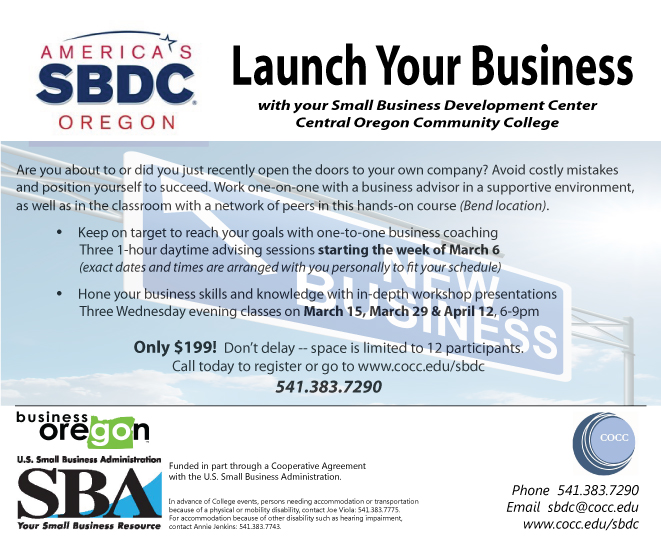 AMERICA'S
SBDC
OREGON
Launch Your Business
with your Small Business Development Center
Central Oregon Community College
Are you about to or did you just recently open the doors to your own company? Avoid costly mistakes
and position yourself to succeed. Work one-on-one with a business advisor in a supportive environment,
as well as in the classroom with a network of peers in this hands-on course (Bend location).
• Keep on target to reach your goals with one-to-one business coaching
Three 1-hour daytime advising sessions starting the week of March 6
(exact dates and times are arranged with you personally to fit your schedule)
• Hone your business skills and knowledge with in-depth workshop presentations
Three Wednesday evening classes on March 15, March 29 & April 12, 6-9pm
NEW
BUSINESS
Only $199! Don't delay -- space is limited to 12 participants.
Call today to register or go to www.cocc.edu/sbdc
541.383.7290
business
oregon
U.S. Small Business Administration
SBA
Your Small Business Resource
Funded in part through a Cooperative Agreement
with the U.S. Small Business Administration.
In advance of College events, persons needing accommodation or transportation
because of a physical or mobility disability, contact Joe Viola: 541.383.7775.
For accommodation because of other disability such as hearing impairment,
contact Annie Jenkins: 541.383.7743.
COCC
Phone 541.383.7290
Email sbdc@cocc.edu
www.cocc.edu/sbdc